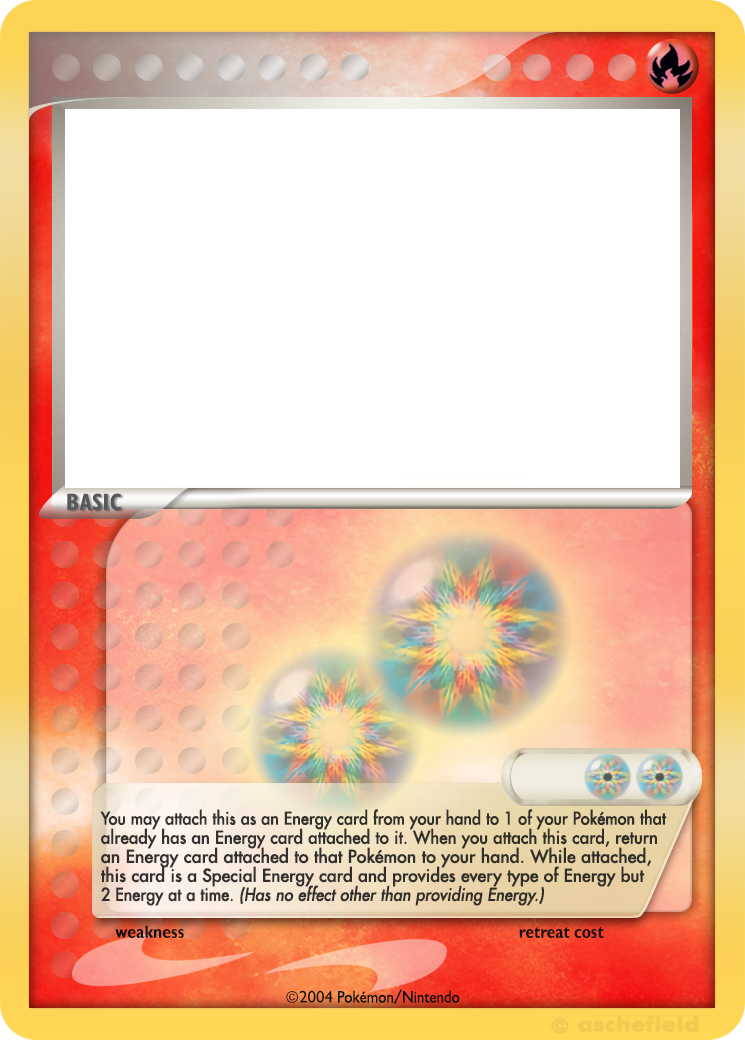 BASIC
You may attach this as an Energy card from your hand to 1 of your Pokémon that
already has an Energy card attached to it. When you attach this card, return
an Energy card attached to that Pokémon to your hand. While attached,
this card is a Special Energy card and provides every type of Energy but
2 Energy at a time. (Has no effect other than providing Energy.)
weakness retreat cost
©2004 Pokémon/Nintendo
© aschefield